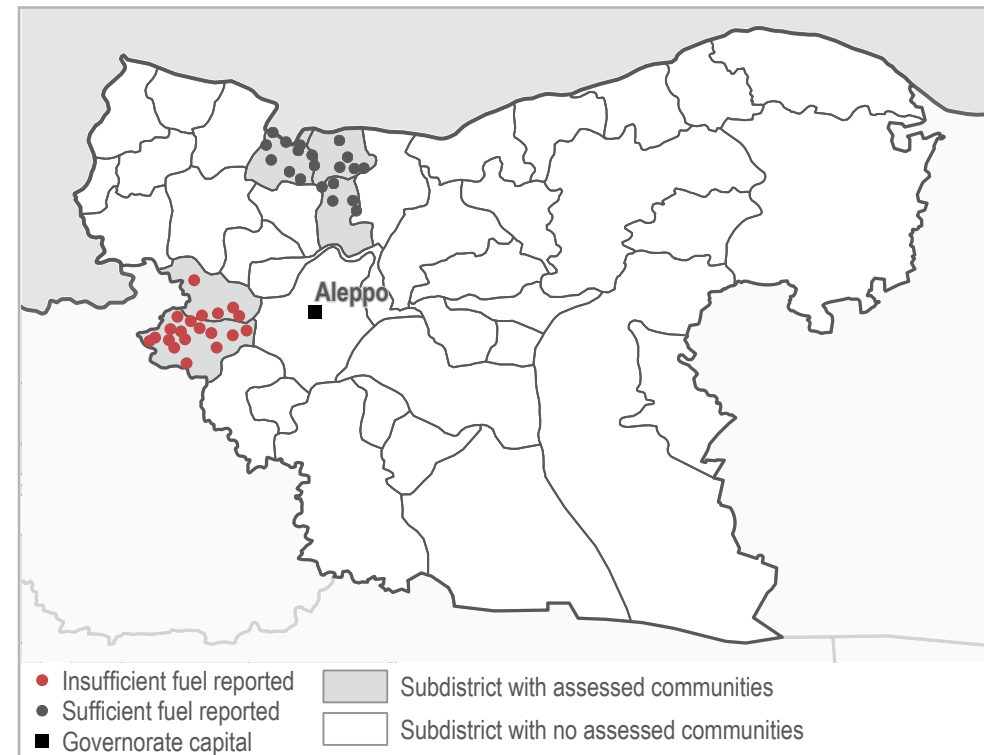 Aleppo
Insufficient fuel reported
Sufficient fuel reported
Governorate capital
Subdistrict with assessed communities
Subdistrict with no assessed communities